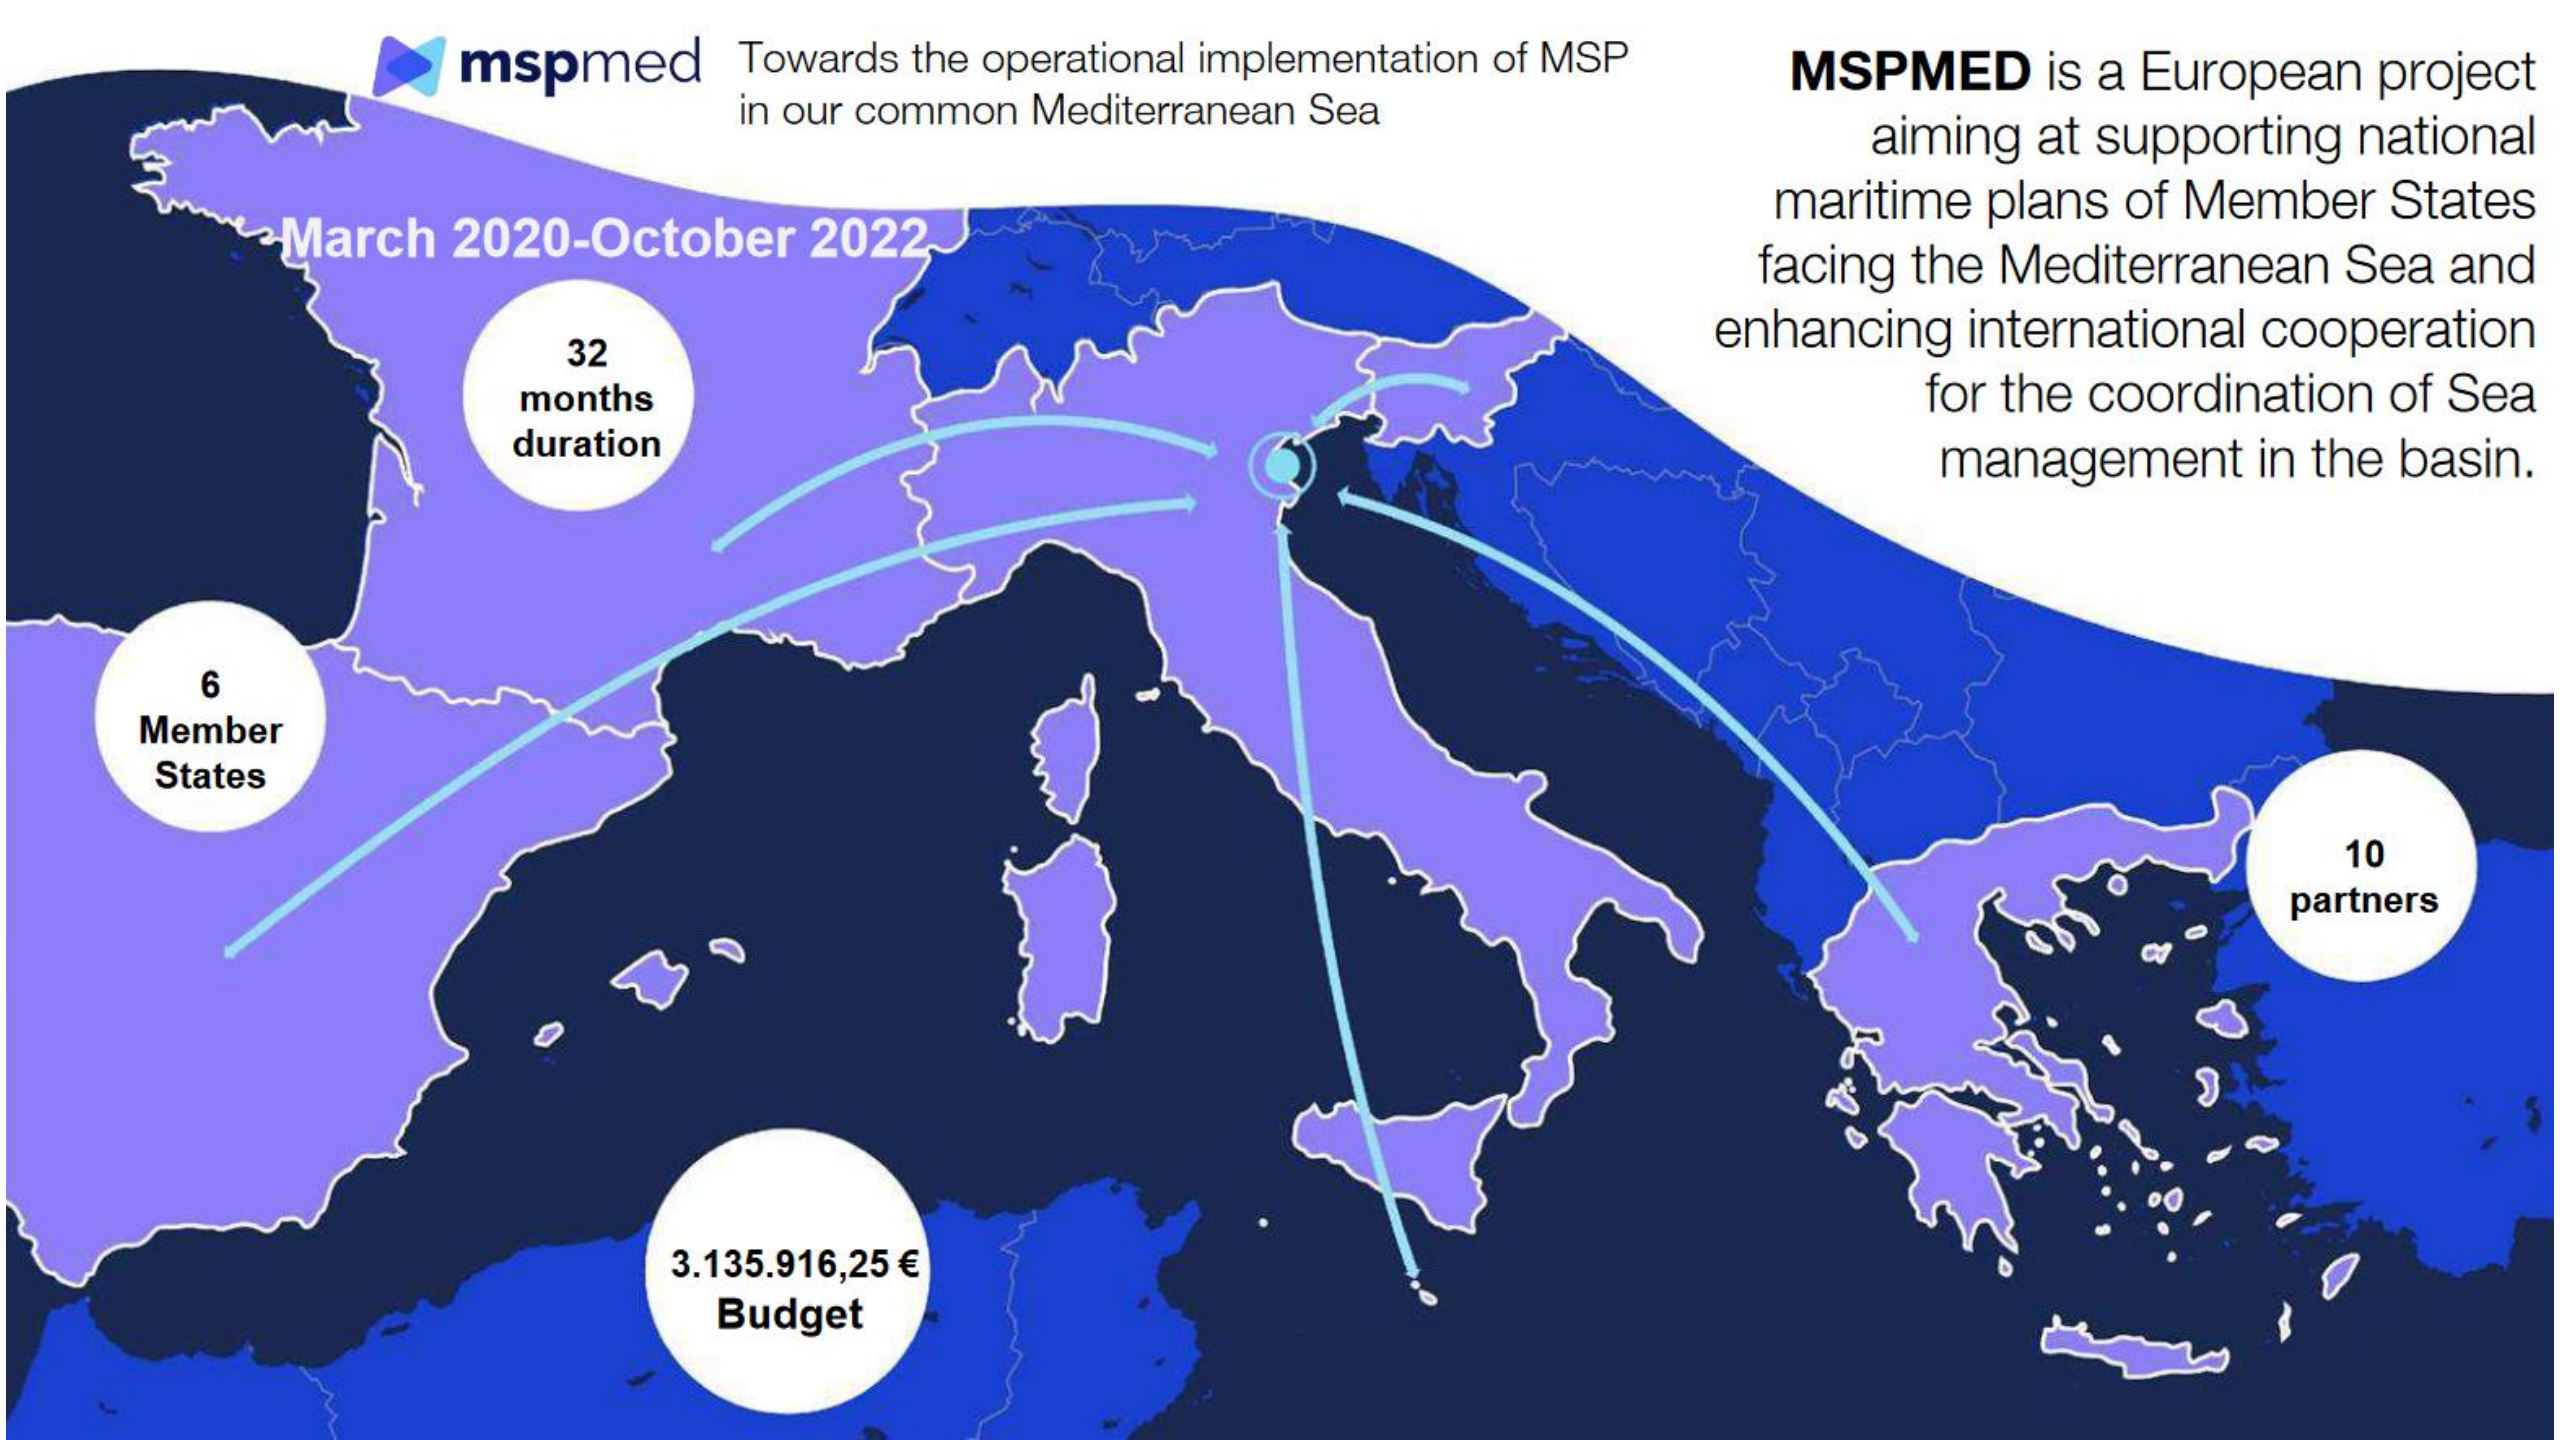 mspmed
Towards the operational implementation of MSP
in our common Mediterranean Sea
MSPMED is a European project
aiming at supporting national
maritime plans of Member States
facing the Mediterranean Sea and
enhancing international cooperation
for the coordination of Sea
management in the basin.
March 2020-October 2022
32
months
duration
6
Member
States
10
partners
3.135.916,25 €
Budget